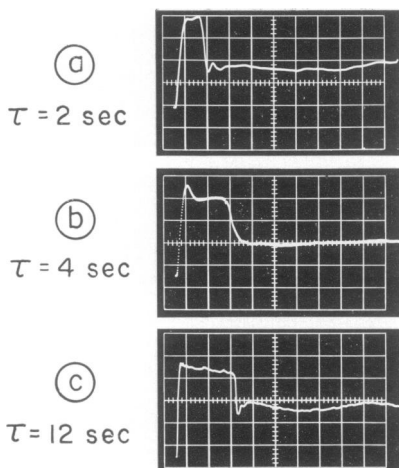 a
τ = 2 sec
b
τ = 4 sec
c
τ = 12 sec